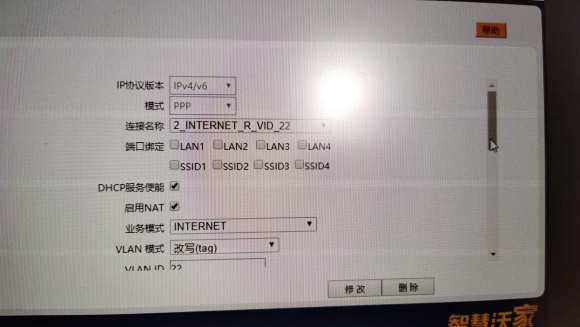 帮助
IP协议版本 IPv4/v6
模式 PPP
连接名称 2_INTERNET_R_VID_22
端口绑定 LAN1 LAN2 LAN3 LAN4
SSID1 SSID2 SSID3 SSID4
DHCP服务使能
启用NAT
业务模式 INTERNET
VLAN 模式 改写(tag)
VLAN ID 22
修 改 删 除
智慧沃家